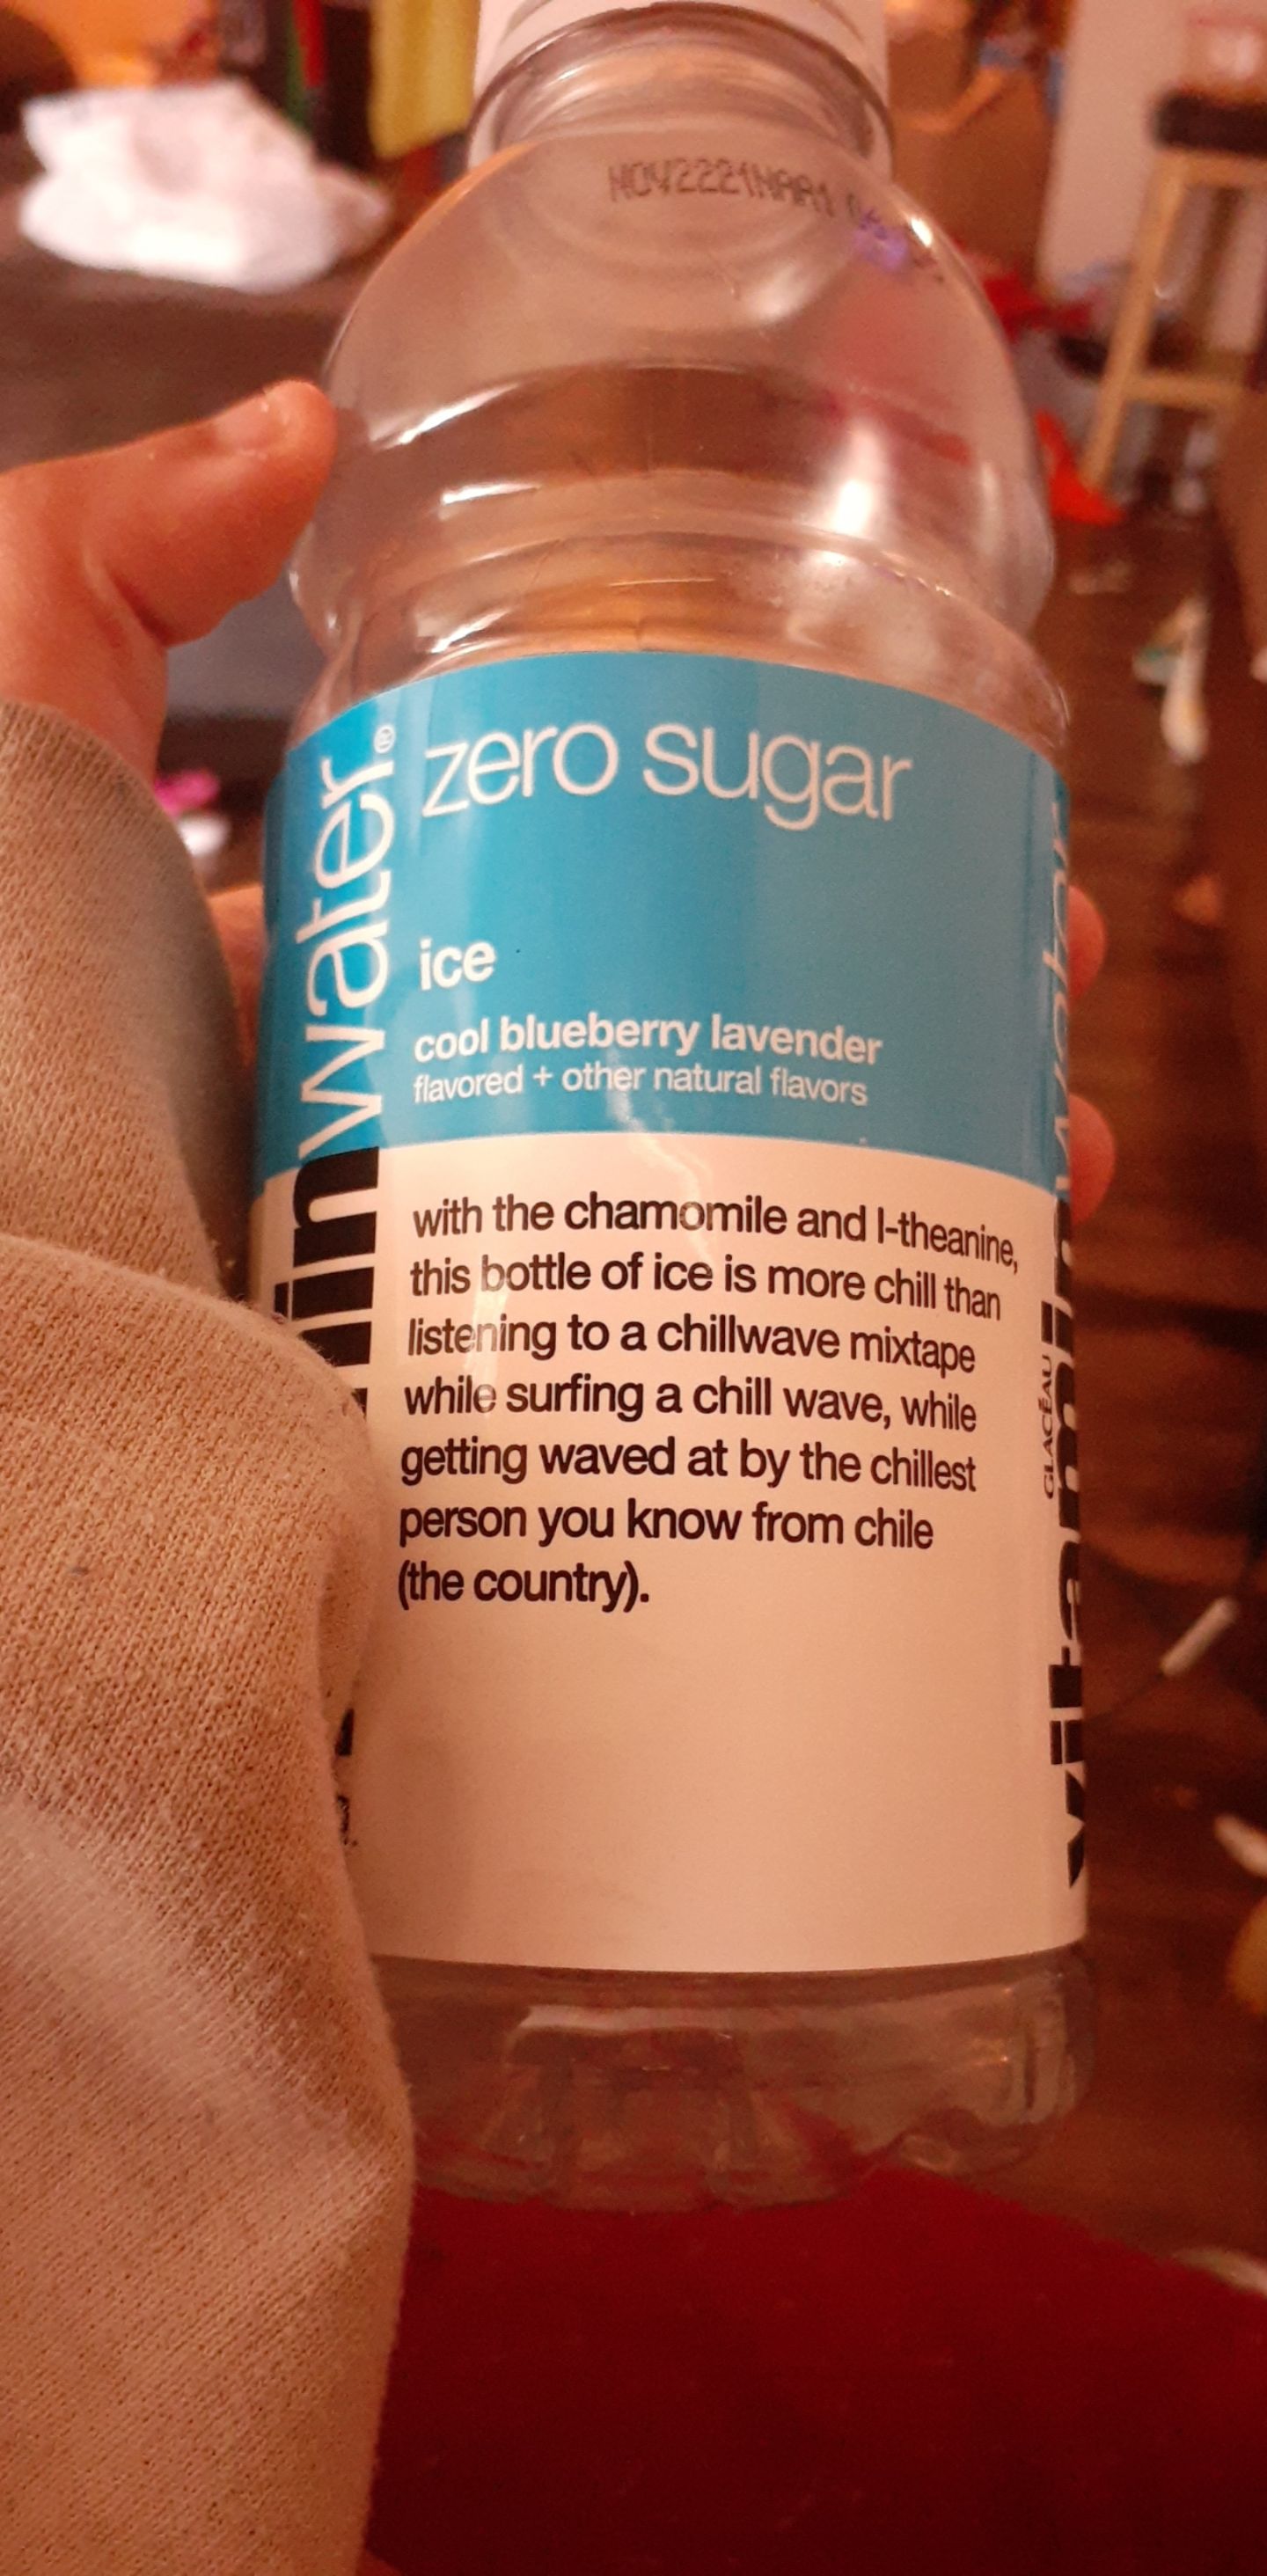 NOV2221NAA1
water®
zero sugar
ice
cool blueberry lavender
flavored + other natural flavors
with the chamomile and l-theanine,
this bottle of ice is more chill than
listening to a chillwave mixtape
while surfing a chill wave, while
getting waved at by the chillest
person you know from chile
(the country).
GLACÉAU
vitaminwater